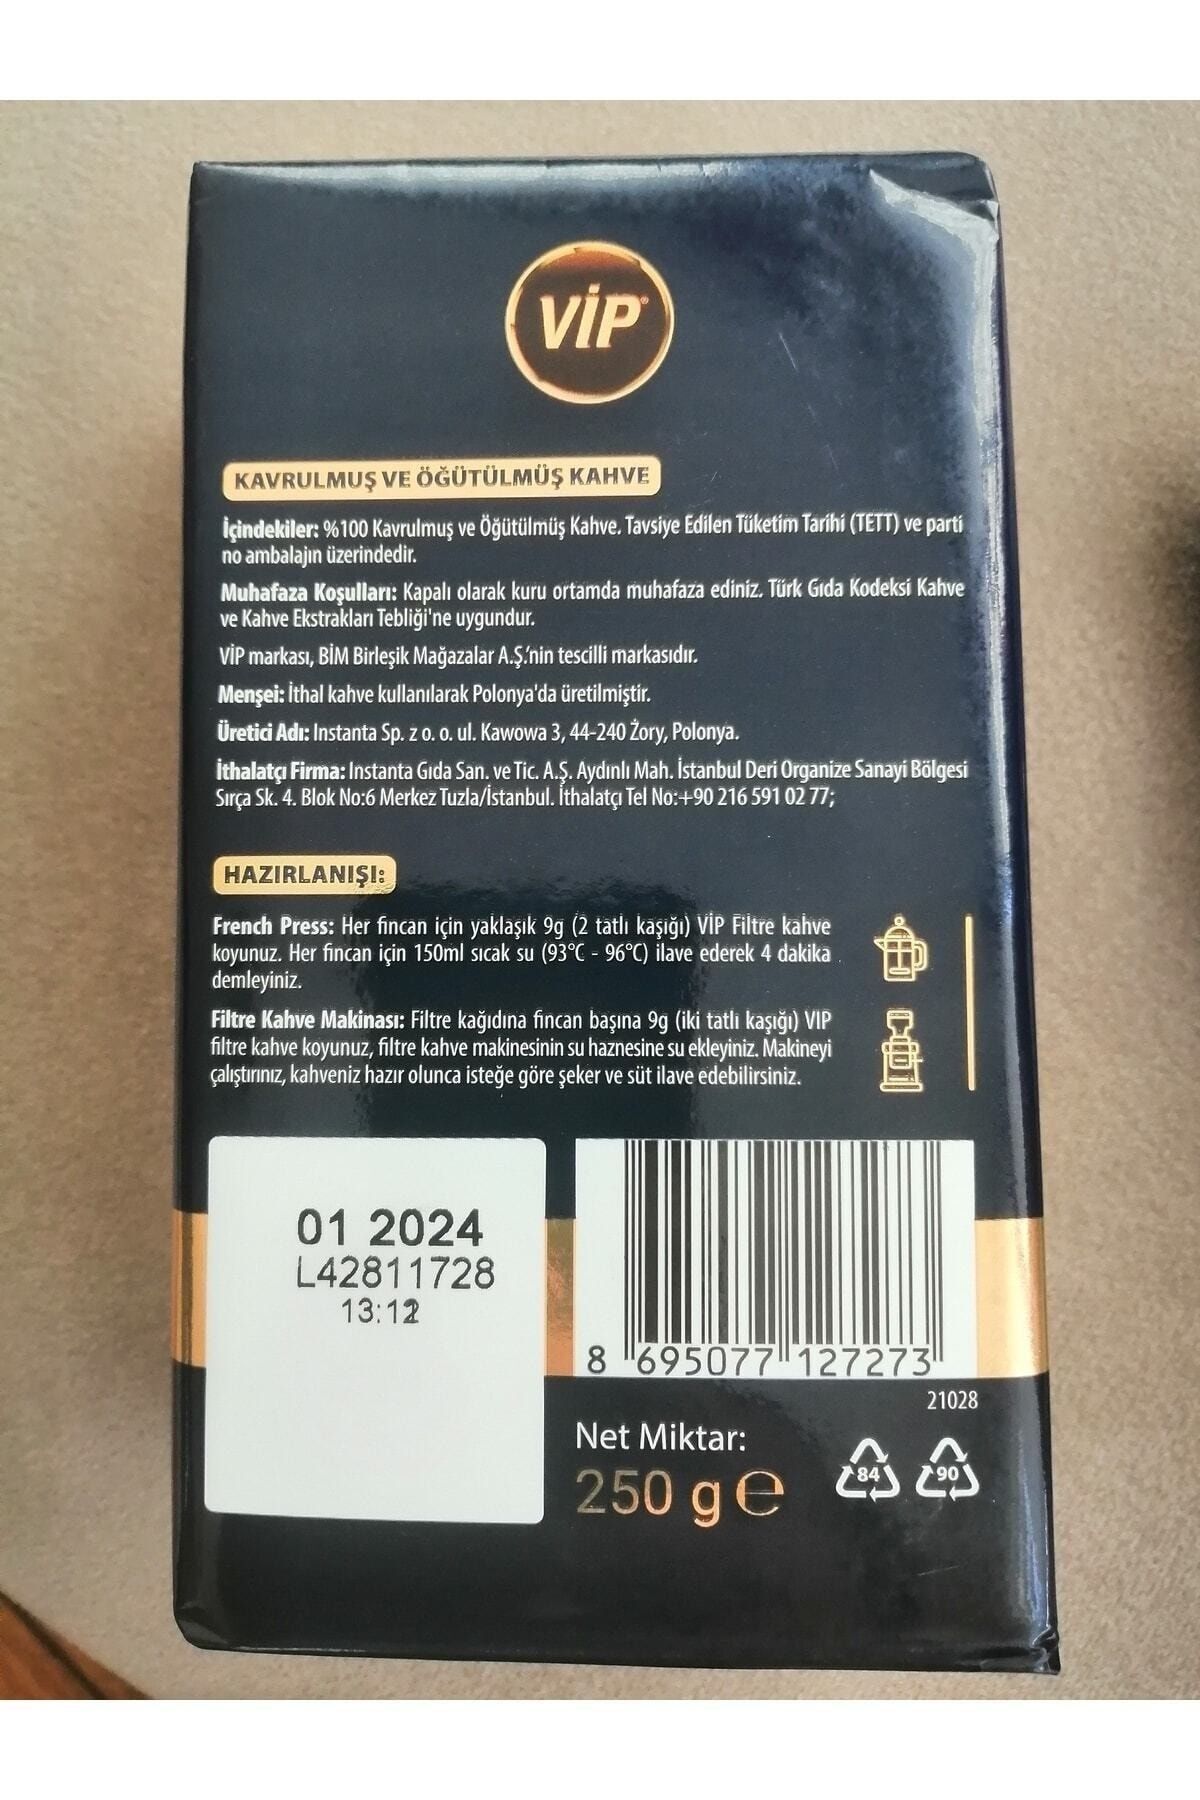 VİP®
KAVRULMUŞ VE ÖĞÜTÜLMÜŞ KAHVE
İçindekiler: %100 Kavrulmuş ve Öğütülmüş Kahve. Tavsiye Edilen Tüketim Tarihi (TETT) ve parti
no ambalajın üzerindedir.
Muhafaza Koşulları: Kapalı olarak kuru ortamda muhafaza ediniz. Türk Gıda Kodeksi Kahve
ve Kahve Ekstrakları Tebliği'ne uygundur.
VİP markası, BİM Birleşik Mağazalar A.Ş.'nin tescilli markasıdır.
Menşei: İthal kahve kullanılarak Polonya'da üretilmiştir.
Üretici Adı: Instanta Sp. z o. o. ul. Kawowa 3, 44-240 Żory, Polonya.
İthalatçı Firma: Instanta Gıda San. ve Tic. A.Ş. Aydınlı Mah. İstanbul Deri Organize Sanayi Bölgesi
Sırça Sk. 4. Blok No:6 Merkez Tuzla/İstanbul. İthalatçı Tel No:+90 216 591 02 77;
HAZIRLANIŞI:
French Press: Her fincan için yaklaşık 9g (2 tatlı kaşığı) VİP Filtre kahve
koyunuz. Her fincan için 150ml sıcak su (93°C - 96°C) ilave ederek 4 dakika
demleyiniz.
Filtre Kahve Makinası: Filtre kağıdına fincan başına 9g (iki tatlı kaşığı) VIP
filtre kahve koyunuz, filtre kahve makinesinin su haznesine su ekleyiniz. Makineyi
çalıştırınız, kahveniz hazır olunca isteğe göre şeker ve süt ilave edebilirsiniz.
01 2024
L42811728
13:12
8 695077 127273
21028
Net Miktar:
250 g ℮
84 90